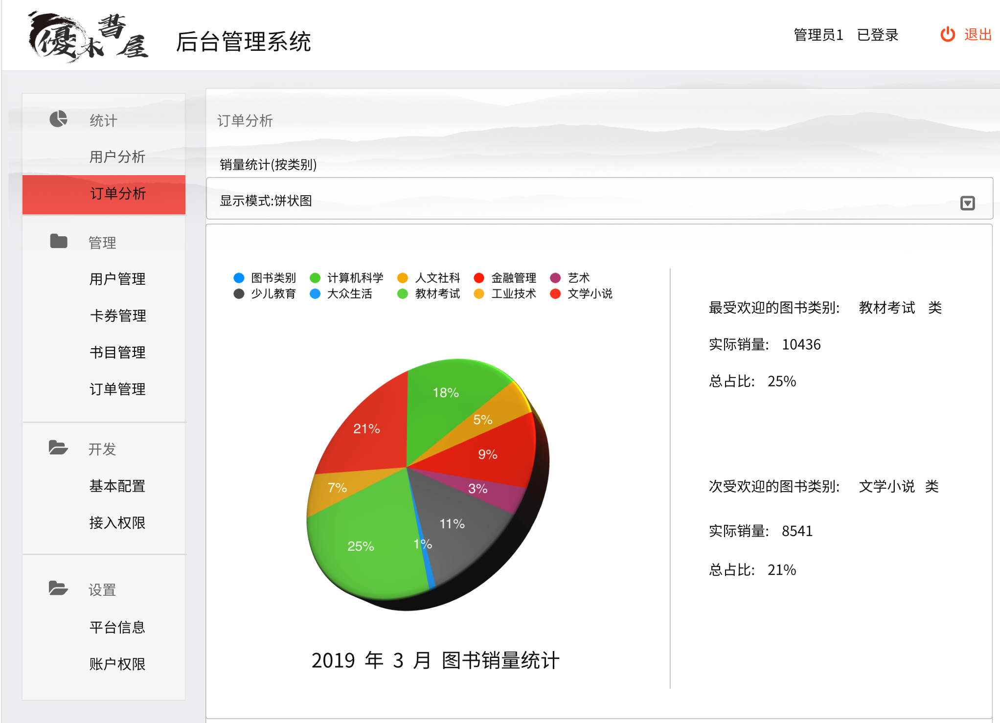 優木書屋
后台管理系统
管理员1 已登录 退出
统计
用户分析
订单分析
管理
用户管理
卡券管理
书目管理
订单管理
开发
基本配置
接入权限
设置
平台信息
账户权限
订单分析
销量统计(按类别)
显示模式:饼状图
图书类别 计算机科学 人文社科 金融管理 艺术
少儿教育 大众生活 教材考试 工业技术 文学小说
18%
5%
21%
9%
7%
3%
11%
25%
1%
2019 年 3 月 图书销量统计
最受欢迎的图书类别: 教材考试 类
实际销量: 10436
总占比: 25%
次受欢迎的图书类别: 文学小说 类
实际销量: 8541
总占比: 21%